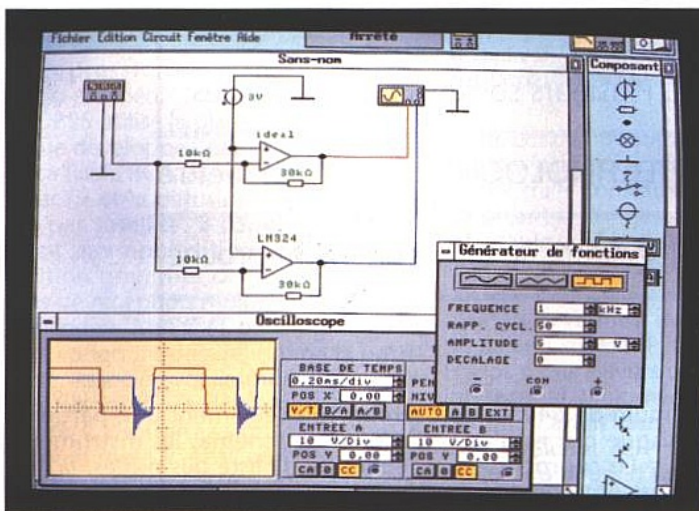 Fichier Edition Circuit Fenêtre Aide
Arrêté
Sans-nom
Composant
3V
ideal
10kΩ
30kΩ
LM324
10kΩ
30kΩ
Générateur de fonctions
FREQUENCE 1 kHz
RAPP. CYCL. 50
AMPLITUDE 5 V
DECALAGE 0
- COM +
Oscilloscope
BASE DE TEMPS
0,20ms/div
POS X 0,00
Y/T B/A A/B
AUTO A B EXT
ENTREE A
10 V/Div
POS Y 0,00
CA 0 CC
ENTREE B
10 V/Div
POS Y 0,00
CA 0 CC